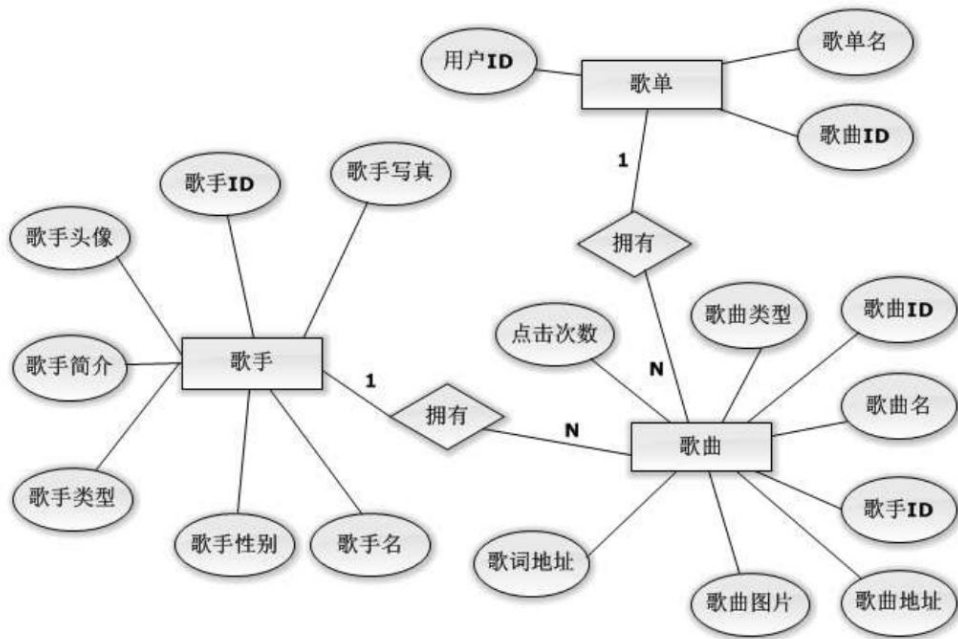 歌单名
用户ID
歌单
歌曲ID
1
歌手写真
歌手ID
歌手头像
拥有
歌曲类型
歌曲ID
点击次数
歌手简介
歌手
N
1
拥有
歌曲名
N
歌曲
歌手类型
歌手ID
歌手性别
歌手名
歌词地址
歌曲图片
歌曲地址